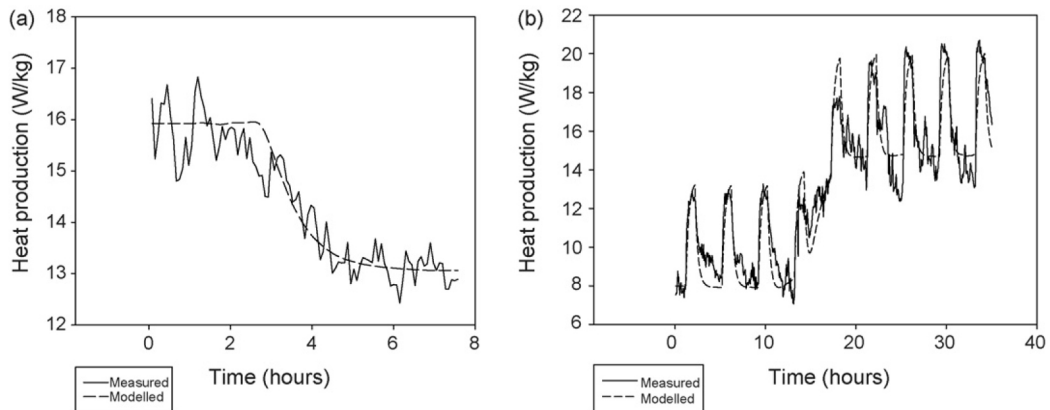 (a)
18
17
16
15
14
13
12
Heat production (W/kg)
0 2 4 6 8
Time (hours)
Measured
Modelled
(b)
22
20
18
16
14
12
10
8
6
Heat production (W/kg)
0 10 20 30 40
Time (hours)
Measured
Modelled